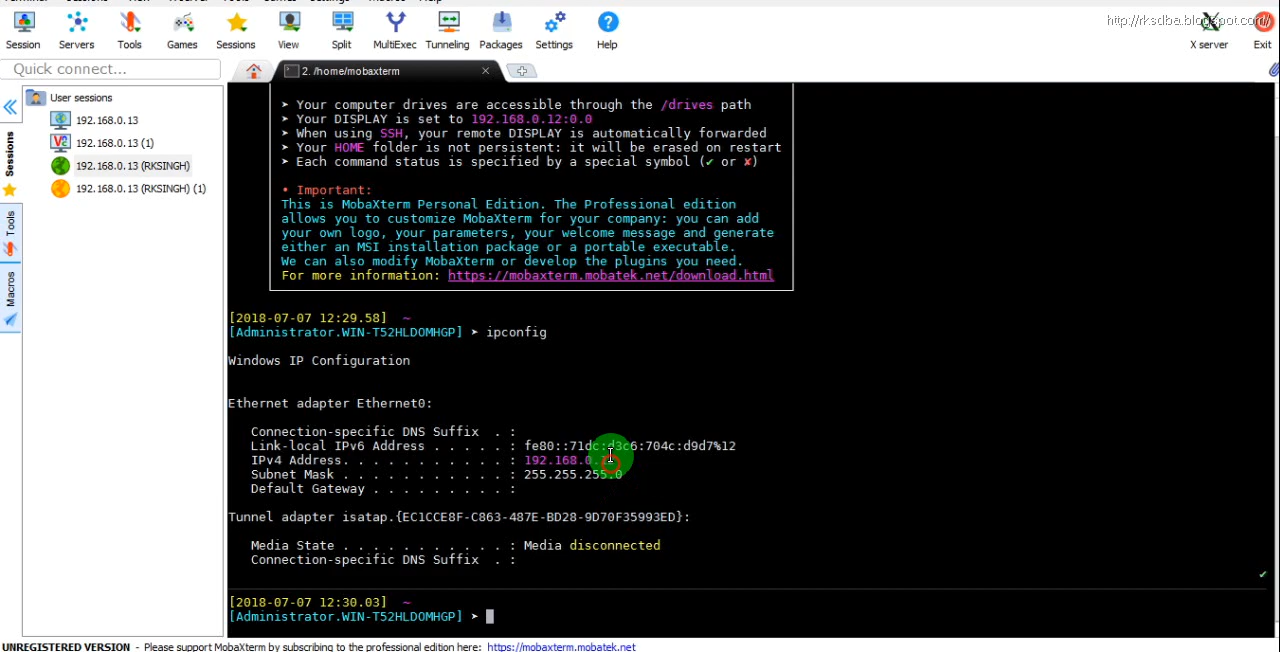 Terminal
Help
http://rksdba.blogspot.com/
Session Servers Tools Games Sessions View Split MultiExec Tunneling Packages Settings Help X server Exit
Quick connect...
2. /home/mobaxterm
User sessions
192.168.0.13
192.168.0.13 (1)
192.168.0.13 (RKSINGH)
192.168.0.13 (RKSINGH) (1)
Sessions
Tools
Macros
➤ Your computer drives are accessible through the /drives path
➤ Your DISPLAY is set to 192.168.0.12:0.0
➤ When using SSH, your remote DISPLAY is automatically forwarded
➤ Your HOME folder is not persistent: it will be erased on restart
➤ Each command status is specified by a special symbol (✔ or ✘)
• Important:
This is MobaXterm Personal Edition. The Professional edition
allows you to customize MobaXterm for your company: you can add
your own logo, your parameters, your welcome message and generate
either an MSI installation package or a portable executable.
We can also modify MobaXterm or develop the plugins you need.
For more information: https://mobaxterm.mobatek.net/download.html
[2018-07-07 12:29.58] ~
[Administrator.WIN-T52HLDOMHGP] ➤ ipconfig
Windows IP Configuration
Ethernet adapter Ethernet0:
Connection-specific DNS Suffix . :
Link-local IPv6 Address . . . . . : fe80::71dc:d3c6:704c:d9d7%12
IPv4 Address. . . . . . . . . . . : 192.168.0.
Subnet Mask . . . . . . . . . . . : 255.255.255.0
Default Gateway . . . . . . . . . :
Tunnel adapter isatap.{EC1CCE8F-C863-487E-BD28-9D70F35993ED}:
Media State . . . . . . . . . . . : Media disconnected
Connection-specific DNS Suffix . :
✔
[2018-07-07 12:30.03] ~
[Administrator.WIN-T52HLDOMHGP] ➤
UNREGISTERED VERSION - Please support MobaXterm by subscribing to the professional edition here: https://mobaxterm.mobatek.net